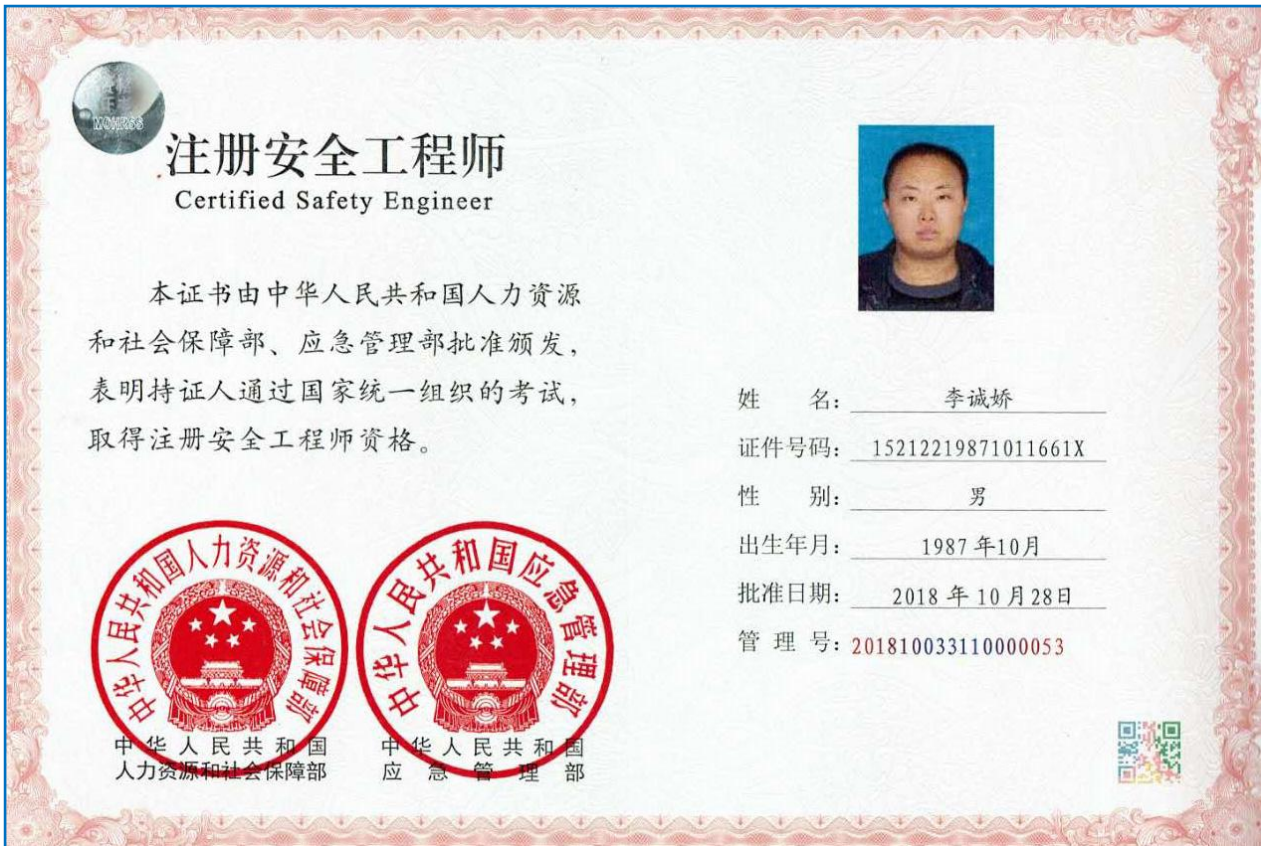 注册安全工程师
Certified Safety Engineer
本证书由中华人民共和国人力资源
和社会保障部、应急管理部批准颁发，
表明持证人通过国家统一组织的考试，
取得注册安全工程师资格。
中华人民共和国人力资源和社会保障部
中华人民共和国应急管理部
中华人民共和国
人力资源和社会保障部
中华人民共和国
应急管理部
姓 名：李诚娇
证件号码：15212219871011661X
性 别：男
出生年月：1987年10月
批准日期：2018年10月28日
管 理 号：201810033110000053